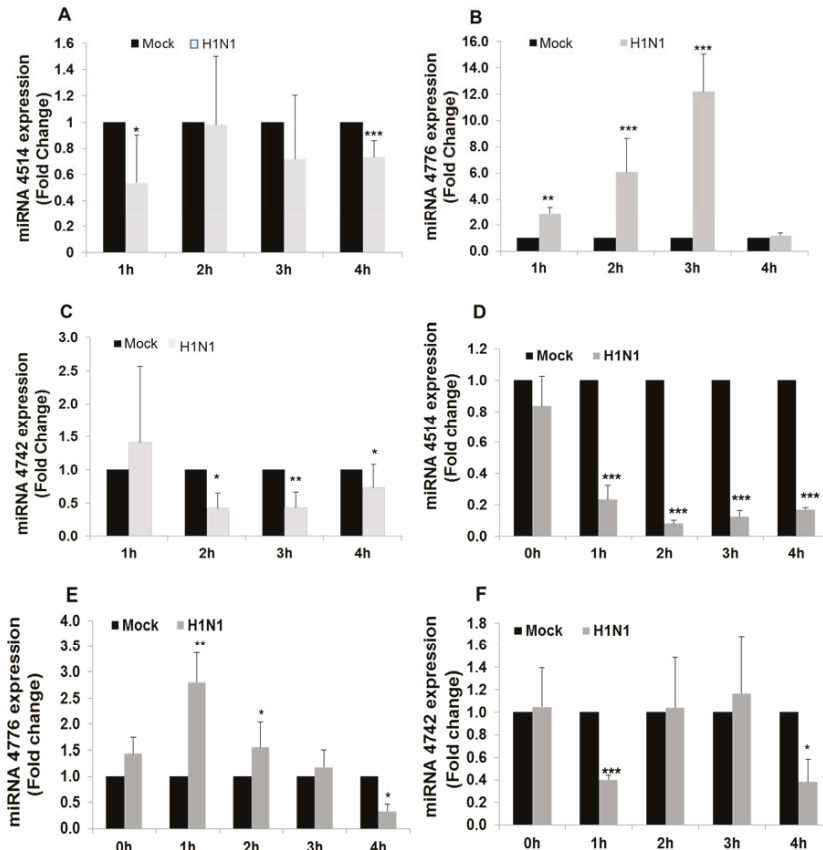 A
miRNA 4514 expression
(Fold Change)
Mock H1N1
1.6
1.4
1.2
1
0.8
0.6
0.4
0.2
0
* ***
1h 2h 3h 4h
B
miRNA 4776 expression
(Fold Change)
Mock H1N1
16.0
14.0
12.0
10.0
8.0
6.0
4.0
2.0
0.0
** *** ***
1h 2h 3h 4h
C
miRNA 4742 expression
(Fold Change)
Mock H1N1
3.0
2.5
2.0
1.5
1.0
0.5
0.0
* ** *
1h 2h 3h 4h
D
miRNA 4514 expression
(Fold Change)
Mock H1N1
1.2
1.0
0.8
0.6
0.4
0.2
0.0
*** *** *** ***
0h 1h 2h 3h 4h
E
miRNA 4776 expression
(Fold change)
Mock H1N1
4.0
3.5
3.0
2.5
2.0
1.5
1.0
0.5
0.0
** * *
0h 1h 2h 3h 4h
F
miRNA 4742 expression
(Fold Change)
Mock H1N1
1.8
1.6
1.4
1.2
1.0
0.8
0.6
0.4
0.2
0.0
*** *
0h 1h 2h 3h 4h